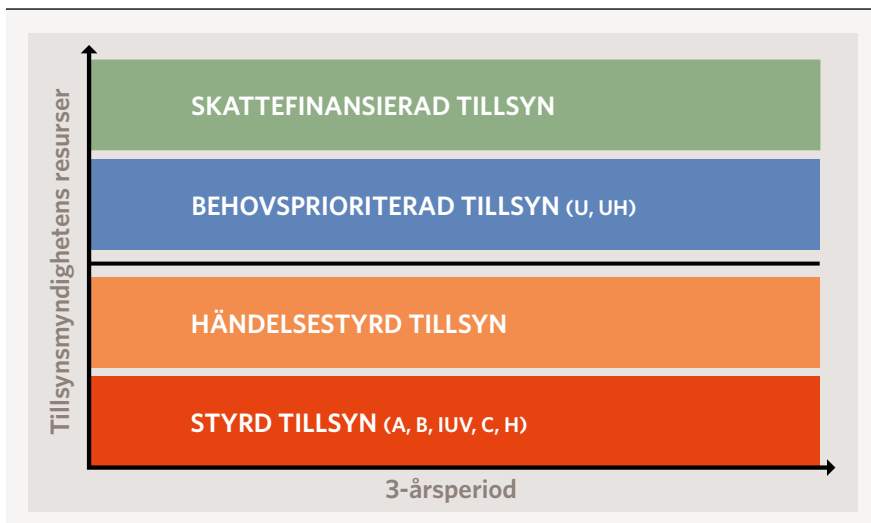 Tillsynsmyndighetens resurser
SKATTEFINANSIERAD TILLSYN
BEHOVSPRIORITERAD TILLSYN (U, UH)
HÄNDELSESTYRD TILLSYN
STYRD TILLSYN (A, B, IUV, C, H)
3-årsperiod